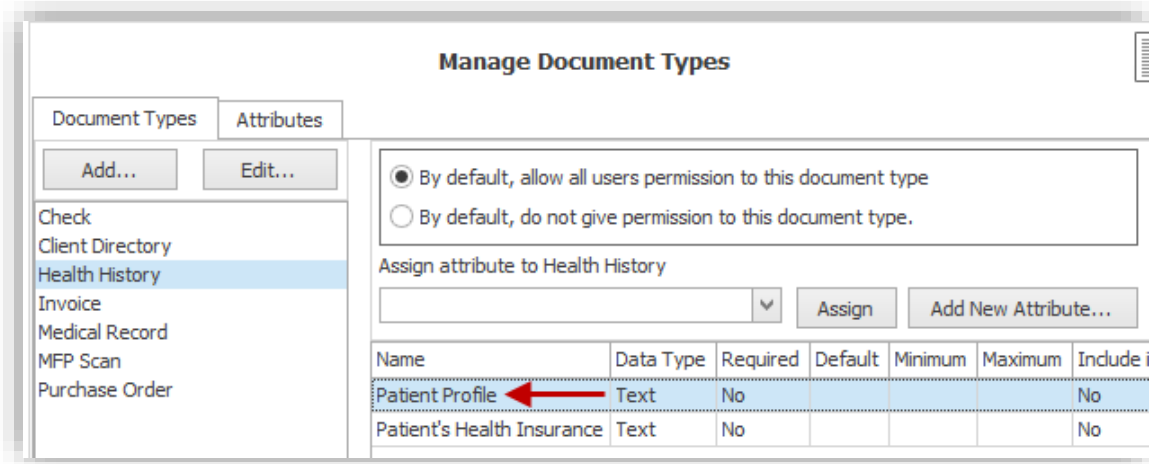 Manage Document Types
Document Types Attributes
Add... Edit...
By default, allow all users permission to this document type
By default, do not give permission to this document type.
Check
Client Directory
Health History
Invoice
Medical Record
MFP Scan
Purchase Order
Assign attribute to Health History
Assign Add New Attribute...
Name Data Type Required Default Minimum Maximum Include i
Patient Profile Text No No
Patient's Health Insurance Text No No